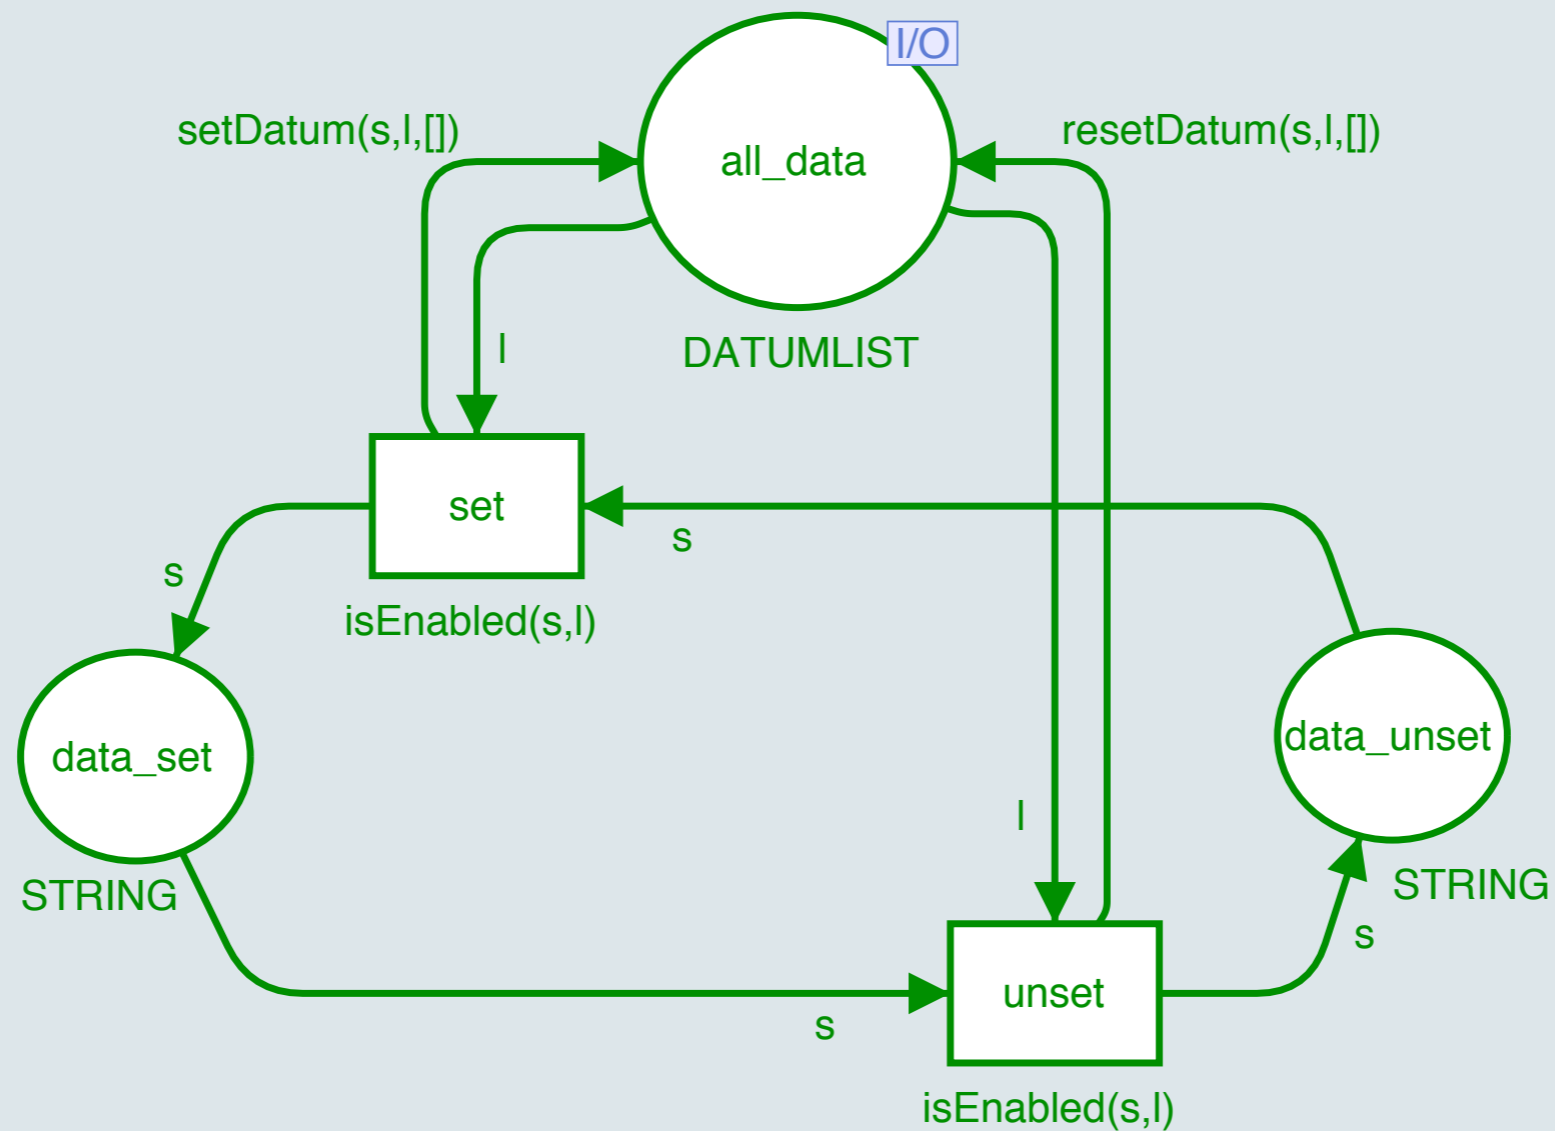 I/O
setDatum(s,l,[])
all_data
resetDatum(s,l,[])
l
DATUMLIST
set
s
s
isEnabled(s,l)
data_set
data_unset
l
STRING
STRING
s
unset
s
isEnabled(s,l)